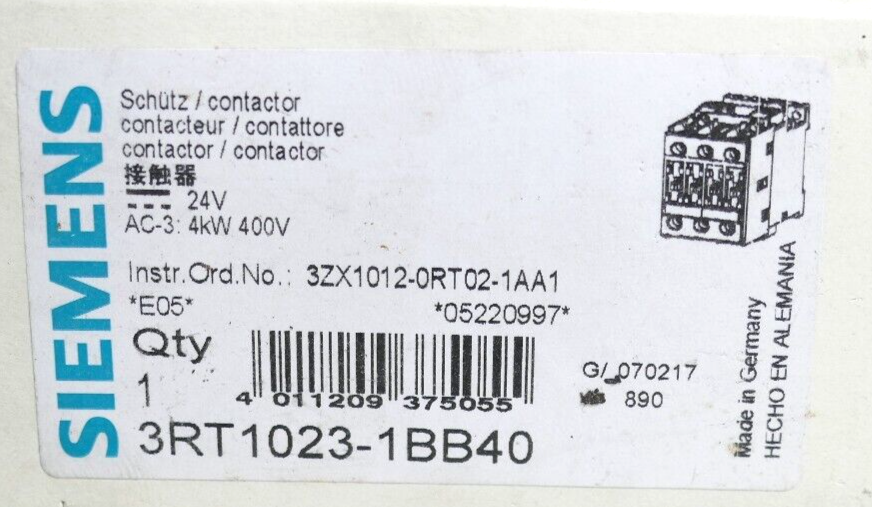 SIEMENS
Schütz / contactor
contacteur / contattore
contactor / contactor
接触器
24V
AC-3: 4kW 400V
Instr.Ord.No.: 3ZX1012-0RT02-1AA1
*E05* *05220997*
Qty
1
4 011209 375055
G/ 070217
890
3RT1023-1BB40
Made in Germany
HECHO EN ALEMANIA